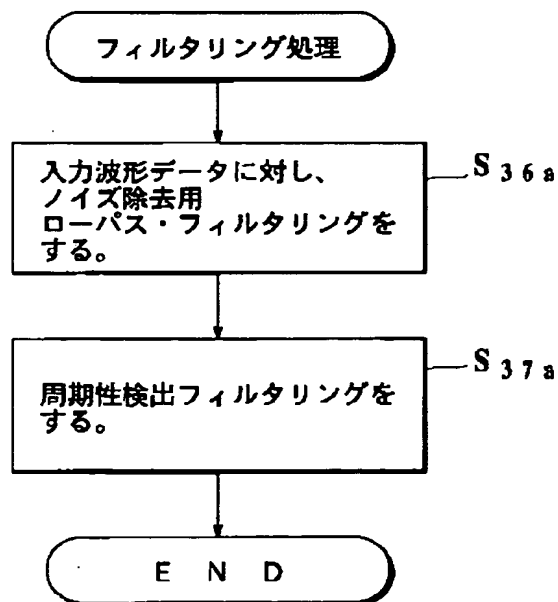 フィルタリング処理
入力波形データに対し、
ノイズ除去用
ローパス・フィルタリングを
する。
S36a
周期性検出フィルタリングを
する。
S37a
END